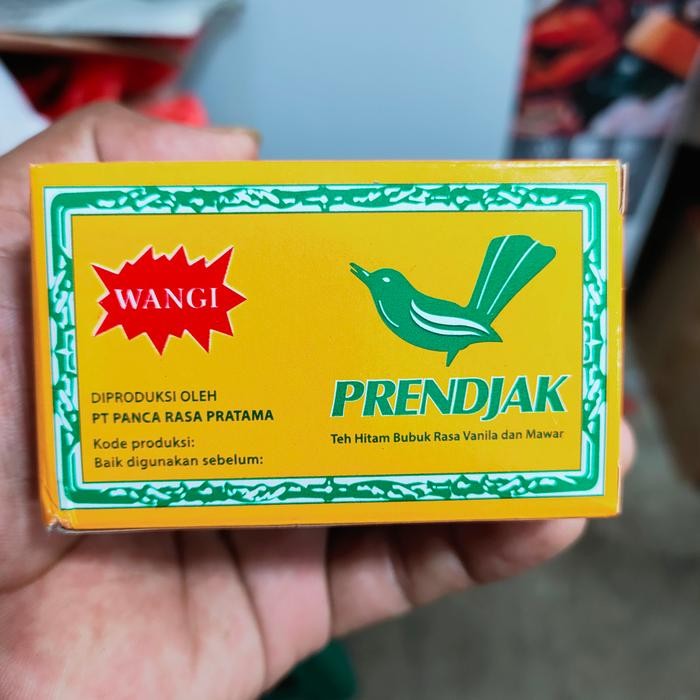 WANGI
DIPRODUKSI OLEH
PT PANCA RASA PRATAMA
Kode produksi:
Baik digunakan sebelum:
PRENDJAK
Teh Hitam Bubuk Rasa Vanila dan Mawar